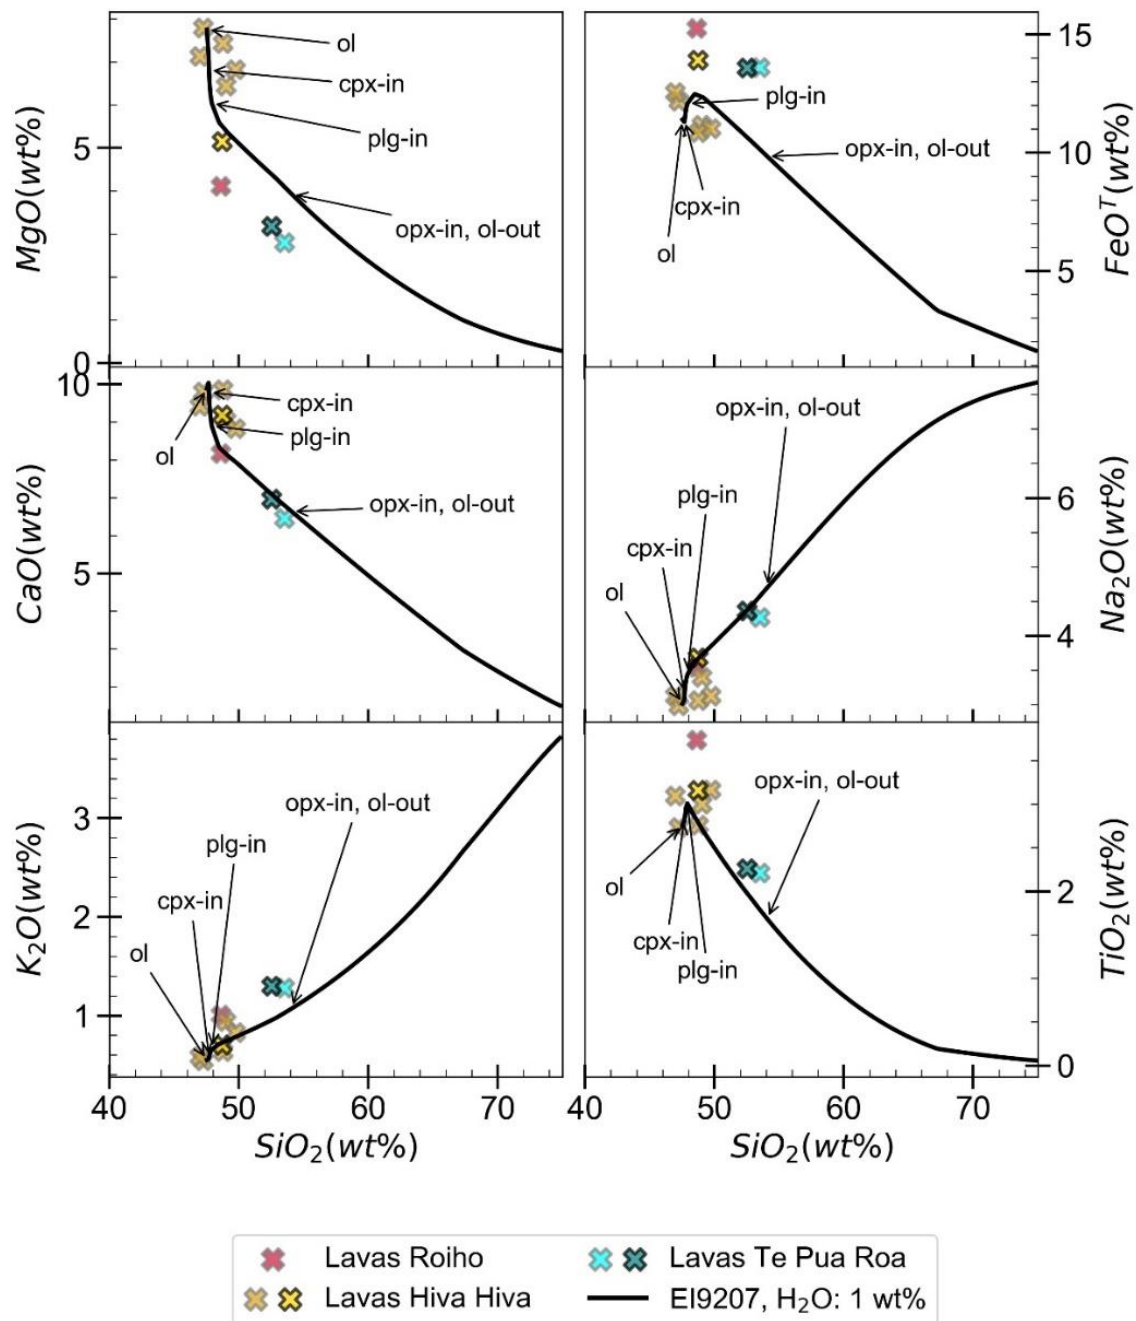 MgO(wt%)
5
0
ol
cpx-in
plg-in
opx-in, ol-out
FeOᵀ(wt%)
15
10
5
plg-in
opx-in, ol-out
cpx-in
ol
CaO(wt%)
10
5
cpx-in
plg-in
ol
opx-in, ol-out
Na₂O(wt%)
6
4
opx-in, ol-out
plg-in
cpx-in
ol
K₂O(wt%)
3
2
1
opx-in, ol-out
plg-in
cpx-in
ol
TiO₂(wt%)
2
0
opx-in, ol-out
ol
cpx-in
plg-in
40 50 60 70
40 50 60 70
SiO₂(wt%)
SiO₂(wt%)
Lavas Roiho
Lavas Te Pua Roa
Lavas Hiva Hiva
EI9207, H₂O: 1 wt%